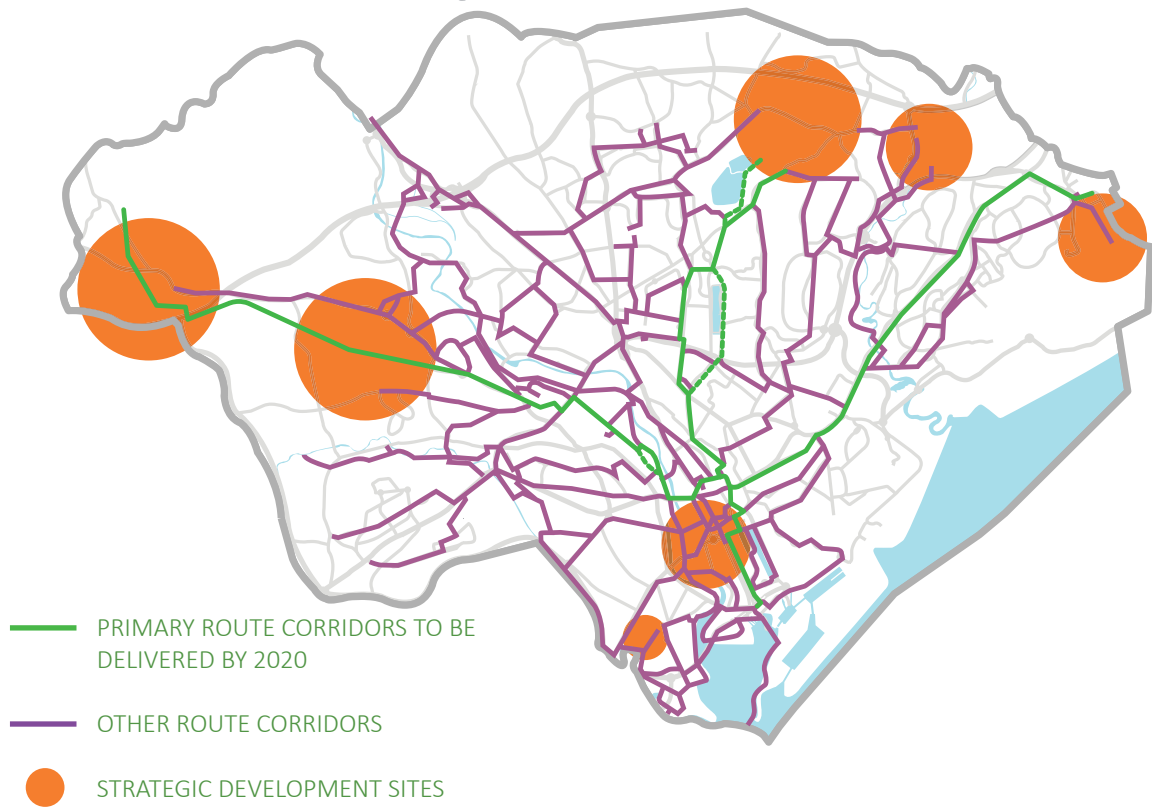 PRIMARY ROUTE CORRIDORS TO BE
DELIVERED BY 2020
OTHER ROUTE CORRIDORS
STRATEGIC DEVELOPMENT SITES